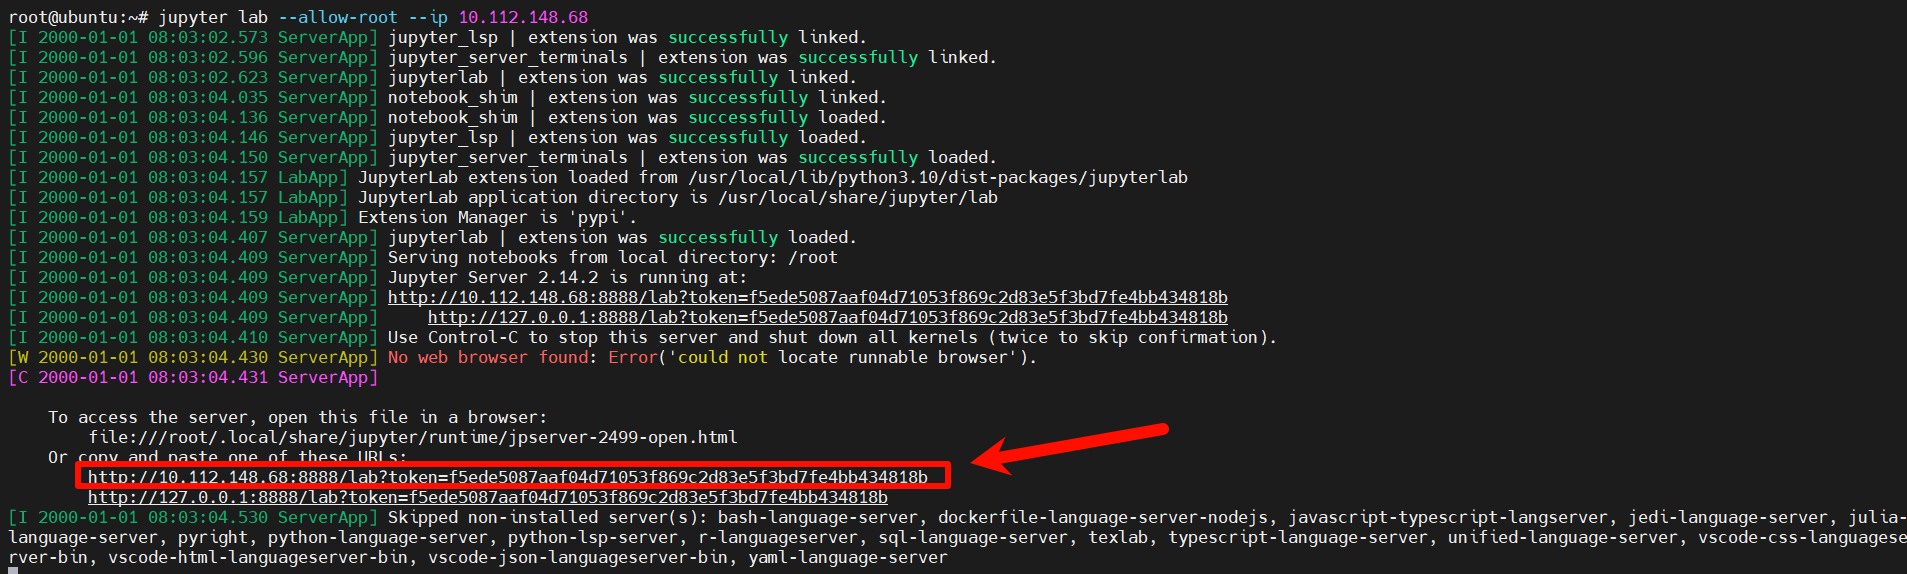 root@ubuntu:~# jupyter lab --allow-root --ip 10.112.148.68
[I 2000-01-01 08:03:02.573 ServerApp] jupyter_lsp | extension was successfully linked.
[I 2000-01-01 08:03:02.596 ServerApp] jupyter_server_terminals | extension was successfully linked.
[I 2000-01-01 08:03:02.623 ServerApp] jupyterlab | extension was successfully linked.
[I 2000-01-01 08:03:04.035 ServerApp] notebook_shim | extension was successfully linked.
[I 2000-01-01 08:03:04.136 ServerApp] notebook_shim | extension was successfully loaded.
[I 2000-01-01 08:03:04.146 ServerApp] jupyter_lsp | extension was successfully loaded.
[I 2000-01-01 08:03:04.150 ServerApp] jupyter_server_terminals | extension was successfully loaded.
[I 2000-01-01 08:03:04.157 LabApp] JupyterLab extension loaded from /usr/local/lib/python3.10/dist-packages/jupyterlab
[I 2000-01-01 08:03:04.157 LabApp] JupyterLab application directory is /usr/local/share/jupyter/lab
[I 2000-01-01 08:03:04.159 LabApp] Extension Manager is 'pypi'.
[I 2000-01-01 08:03:04.407 ServerApp] jupyterlab | extension was successfully loaded.
[I 2000-01-01 08:03:04.409 ServerApp] Serving notebooks from local directory: /root
[I 2000-01-01 08:03:04.409 ServerApp] Jupyter Server 2.14.2 is running at:
[I 2000-01-01 08:03:04.409 ServerApp] http://10.112.148.68:8888/lab?token=f5ede5087aaf04d71053f869c2d83e5f3bd7fe4bb434818b
[I 2000-01-01 08:03:04.409 ServerApp]     http://127.0.0.1:8888/lab?token=f5ede5087aaf04d71053f869c2d83e5f3bd7fe4bb434818b
[I 2000-01-01 08:03:04.410 ServerApp] Use Control-C to stop this server and shut down all kernels (twice to skip confirmation).
[W 2000-01-01 08:03:04.430 ServerApp] No web browser found: Error('could not locate runnable browser').
[C 2000-01-01 08:03:04.431 ServerApp]
To access the server, open this file in a browser:
file:///root/.local/share/jupyter/runtime/jpserver-2499-open.html
Or copy and paste one of these URLs:
http://10.112.148.68:8888/lab?token=f5ede5087aaf04d71053f869c2d83e5f3bd7fe4bb434818b
http://127.0.0.1:8888/lab?token=f5ede5087aaf04d71053f869c2d83e5f3bd7fe4bb434818b
[I 2000-01-01 08:03:04.530 ServerApp] Skipped non-installed server(s): bash-language-server, dockerfile-language-server-nodejs, javascript-typescript-langserver, jedi-language-server, julia-
language-server, pyright, python-language-server, python-lsp-server, r-languageserver, sql-language-server, texlab, typescript-language-server, unified-language-server, vscode-css-languagese
rver-bin, vscode-html-languageserver-bin, vscode-json-languageserver-bin, yaml-language-server